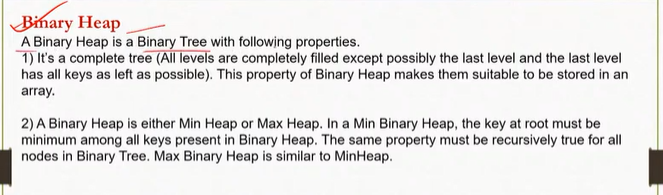 Binary Heap
A Binary Heap is a Binary Tree with following properties.
1) It's a complete tree (All levels are completely filled except possibly the last level and the last level
has all keys as left as possible). This property of Binary Heap makes them suitable to be stored in an
array.
2) A Binary Heap is either Min Heap or Max Heap. In a Min Binary Heap, the key at root must be
minimum among all keys present in Binary Heap. The same property must be recursively true for all
nodes in Binary Tree. Max Binary Heap is similar to MinHeap.